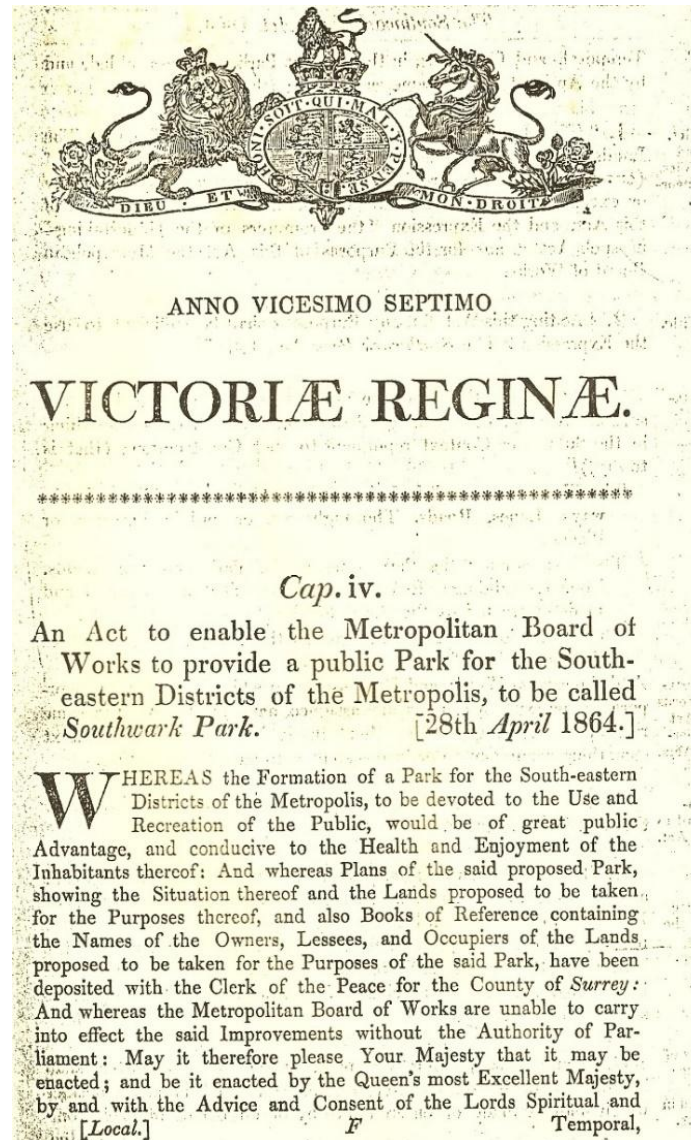 HONI · SOIT · QUI · MAL · Y · PENSE
DIEU · ET MON · DROIT
ANNO VICESIMO SEPTIMO
VICTORIÆ REGINÆ.
Cap. iv.
An Act to enable the Metropolitan Board of
Works to provide a public Park for the South-
eastern Districts of the Metropolis, to be called
Southwark Park. [28th April 1864.]
WHEREAS the Formation of a Park for the South-eastern
Districts of the Metropolis, to be devoted to the Use and
Recreation of the Public, would be of great public
Advantage, and conducive to the Health and Enjoyment of the
Inhabitants thereof: And whereas Plans of the said proposed Park,
showing the Situation thereof and the Lands proposed to be taken
for the Purposes thereof, and also Books of Reference containing
the Names of the Owners, Lessees, and Occupiers of the Lands
proposed to be taken for the Purposes of the said Park, have been
deposited with the Clerk of the Peace for the County of Surrey:
And whereas the Metropolitan Board of Works are unable to carry
into effect the said Improvements without the Authority of Par-
liament: May it therefore please Your Majesty that it may be
enacted; and be it enacted by the Queen's most Excellent Majesty,
by and with the Advice and Consent of the Lords Spiritual and
[Local.] F Temporal,